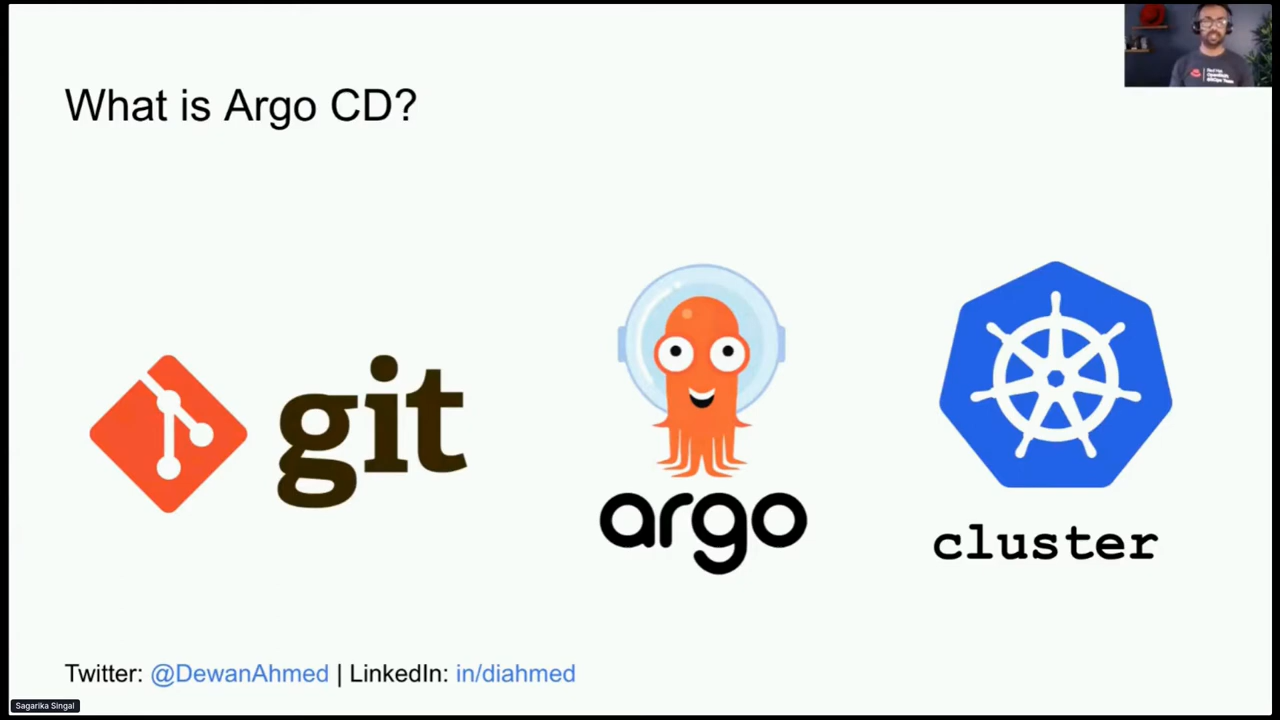 What is Argo CD?
git
argo
cluster
Twitter: @DewanAhmed | LinkedIn: in/diahmed
Sagarika Singal